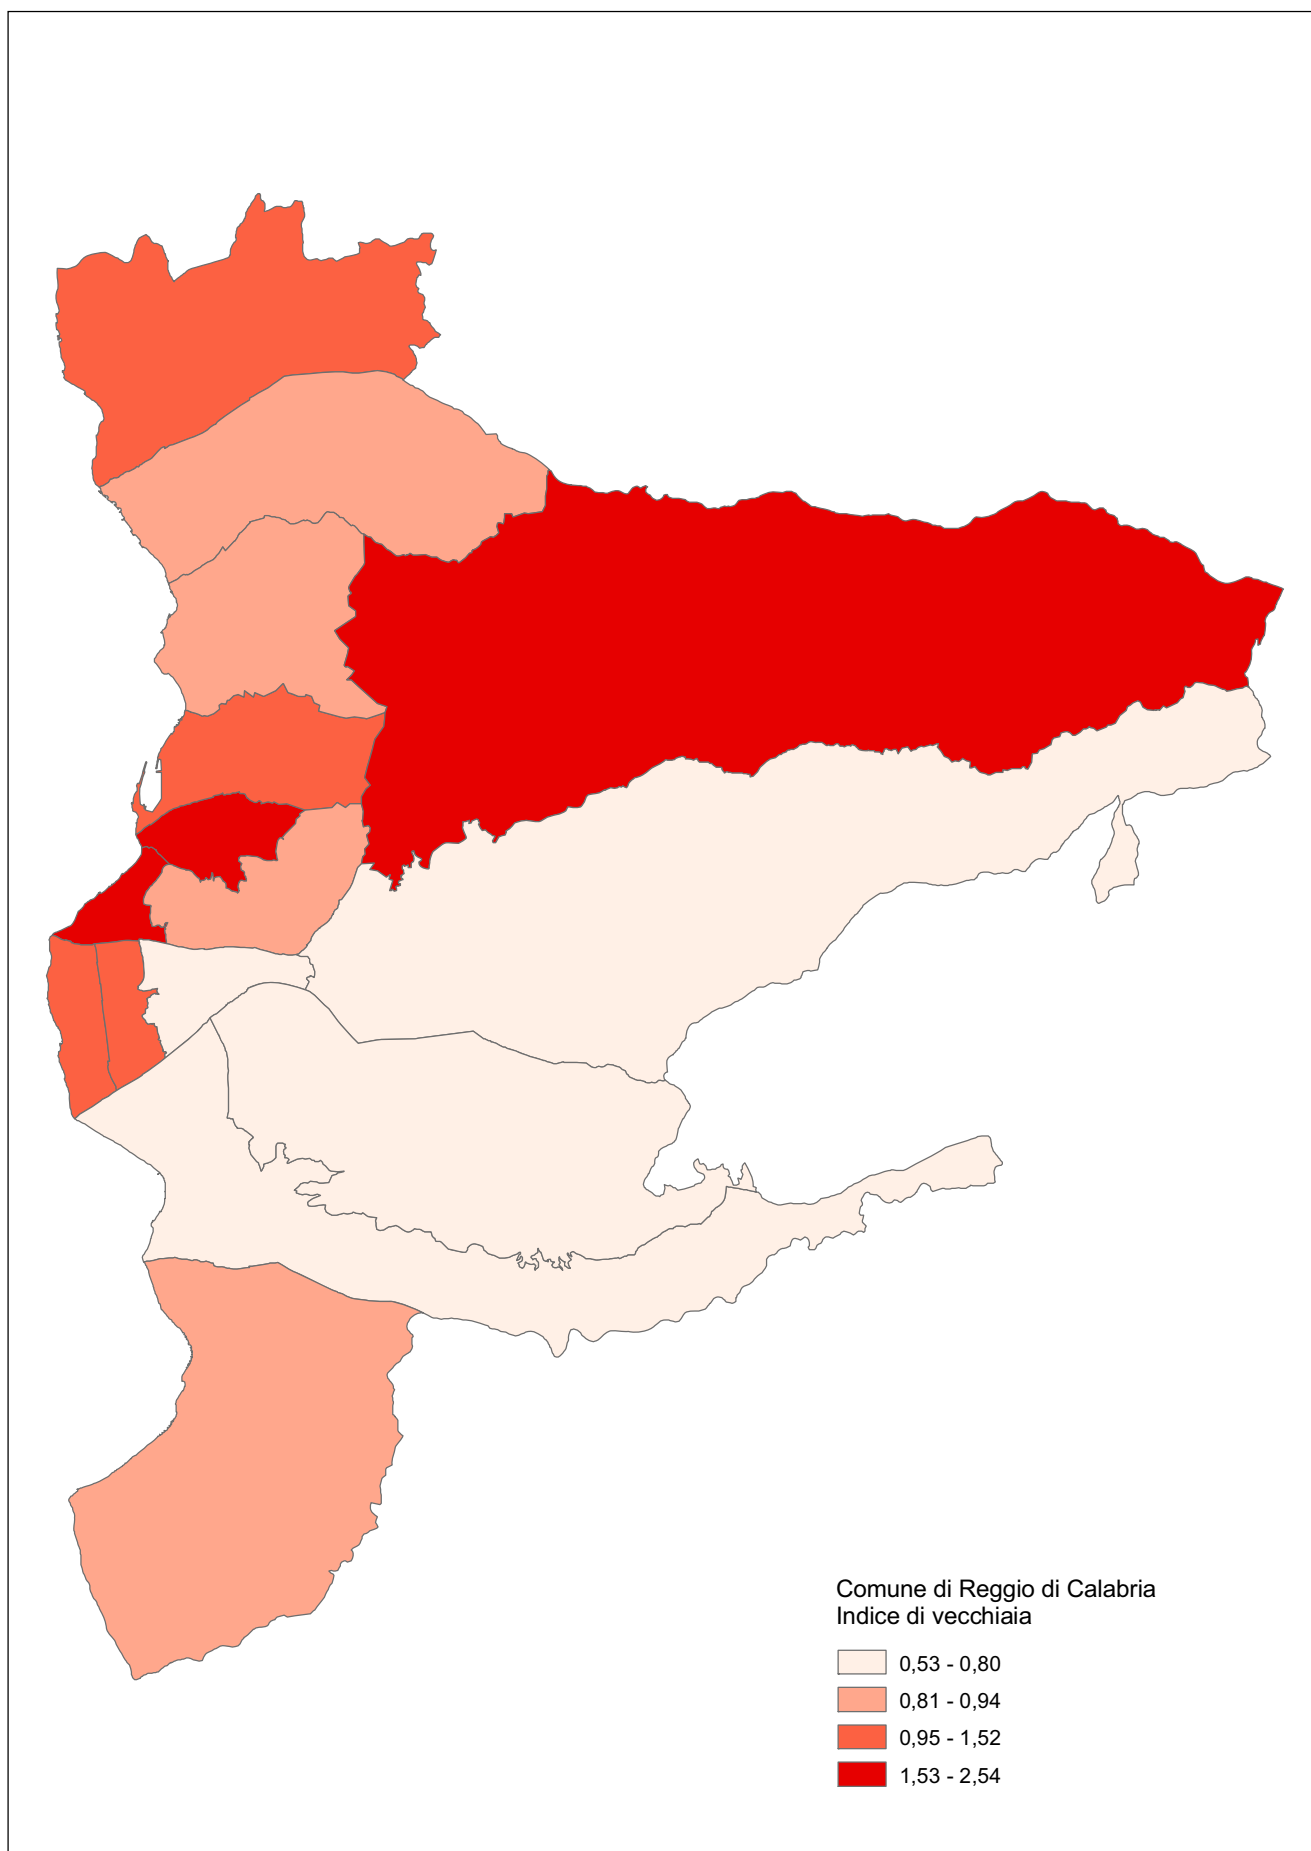 Comune di Reggio di Calabria
Indice di vecchiaia
0,53 - 0,80
0,81 - 0,94
0,95 - 1,52
1,53 - 2,54